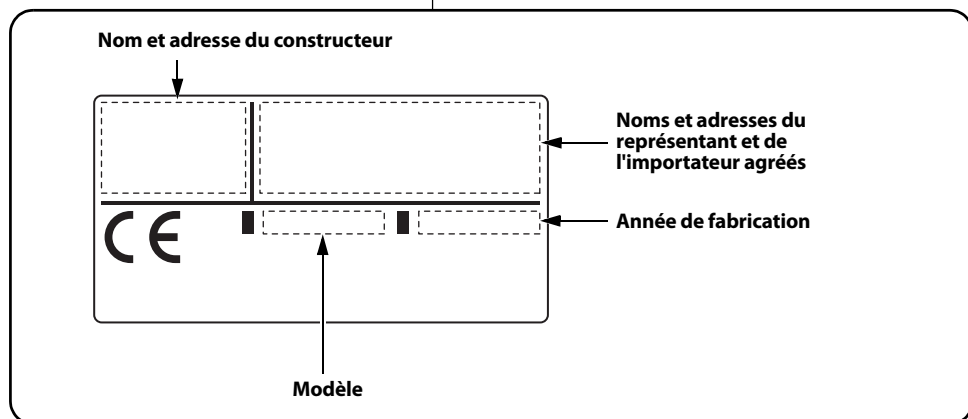 Nom et adresse du constructeur
Noms et adresses du
représentant et de
l'importateur agréés
CE
Année de fabrication
Modèle